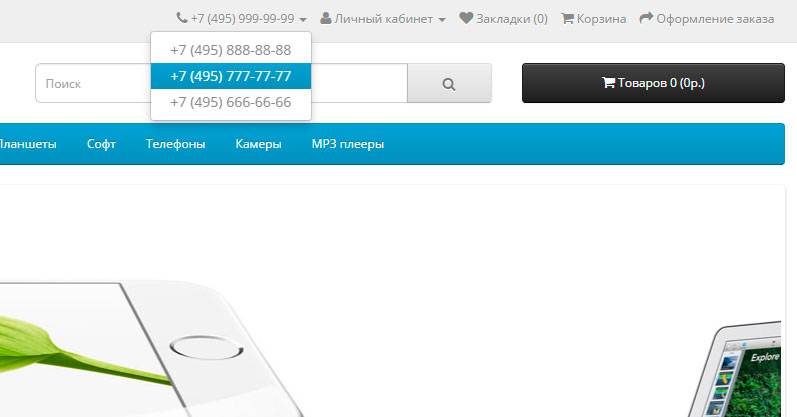 +7 (495) 999-99-99 Личный кабинет Закладки (0) Корзина Оформление заказа
+7 (495) 888-88-88
+7 (495) 777-77-77
+7 (495) 666-66-66
Поиск
Товаров 0 (0р.)
Планшеты Софт Телефоны Камеры MP3 плееры
Explore